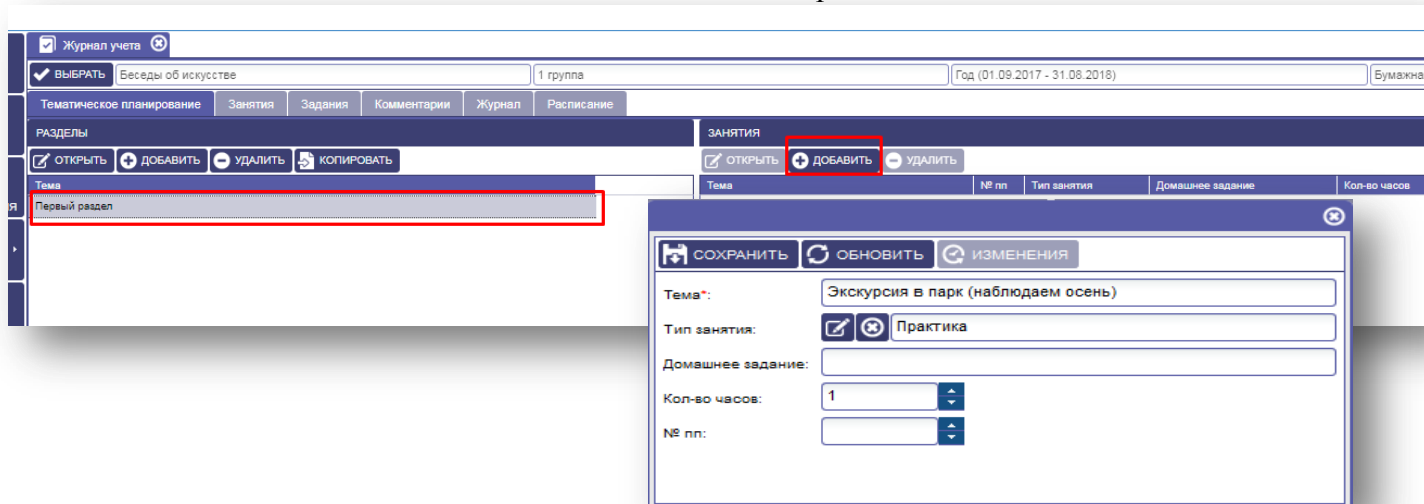 Журнал учета
ВЫБРАТЬ Беседы об искусстве 1 группа Год (01.09.2017 - 31.08.2018) Бумажна
Тематическое планирование Занятия Задания Комментарии Журнал Расписание
РАЗДЕЛЫ ЗАНЯТИЯ
ОТКРЫТЬ ДОБАВИТЬ УДАЛИТЬ КОПИРОВАТЬ ОТКРЫТЬ ДОБАВИТЬ УДАЛИТЬ
Тема Тема № пп Тип занятия Домашнее задание Кол-во часов
Я Первый раздел
СОХРАНИТЬ ОБНОВИТЬ ИЗМЕНЕНИЯ
Тема*: Экскурсия в парк (наблюдаем осень)
Тип занятия: Практика
Домашнее задание:
Кол-во часов: 1
№ пп: